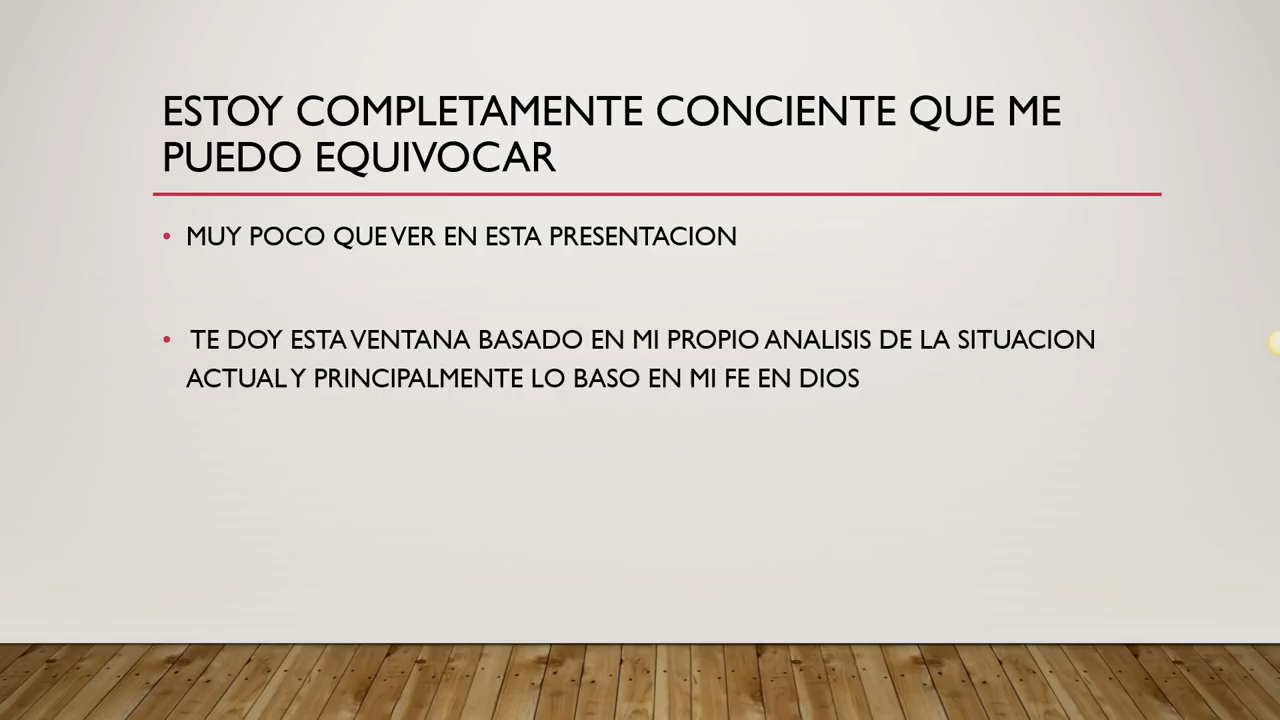 ESTOY COMPLETAMENTE CONCIENTE QUE ME
PUEDO EQUIVOCAR
• MUY POCO QUE VER EN ESTA PRESENTACION
• TE DOY ESTA VENTANA BASADO EN MI PROPIO ANALISIS DE LA SITUACION
ACTUAL Y PRINCIPALMENTE LO BASO EN MI FE EN DIOS